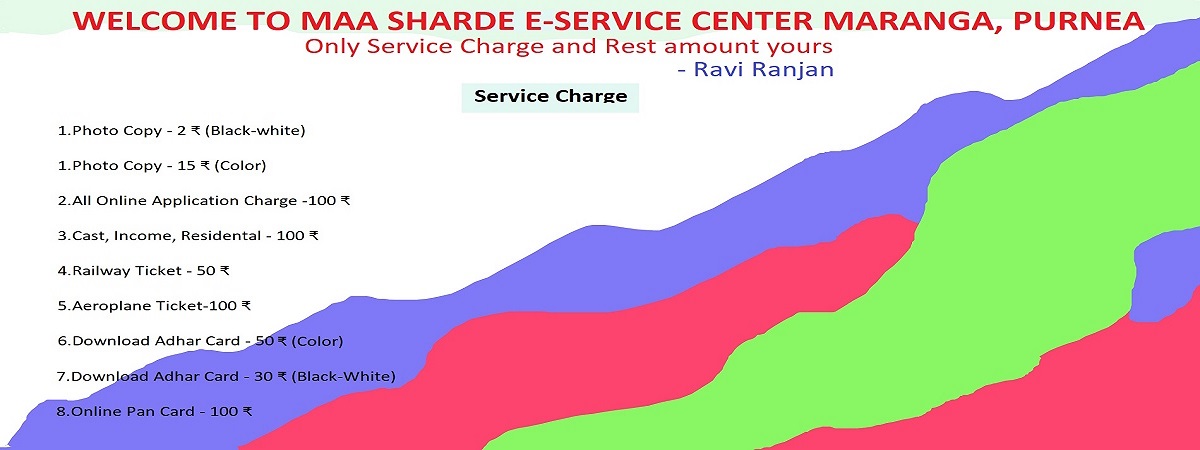 WELCOME TO MAA SHARDE E-SERVICE CENTER MARANGA, PURNEA
Only Service Charge and Rest amount yours
- Ravi Ranjan
Service Charge
1.Photo Copy - 2 ₹ (Black-white)
1.Photo Copy - 15 ₹ (Color)
2.All Online Application Charge -100 ₹
3.Cast, Income, Residental - 100 ₹
4.Railway Ticket - 50 ₹
5.Aeroplane Ticket-100 ₹
6.Download Adhar Card - 50 ₹ (Color)
7.Download Adhar Card - 30 ₹ (Black-White)
8.Online Pan Card - 100 ₹